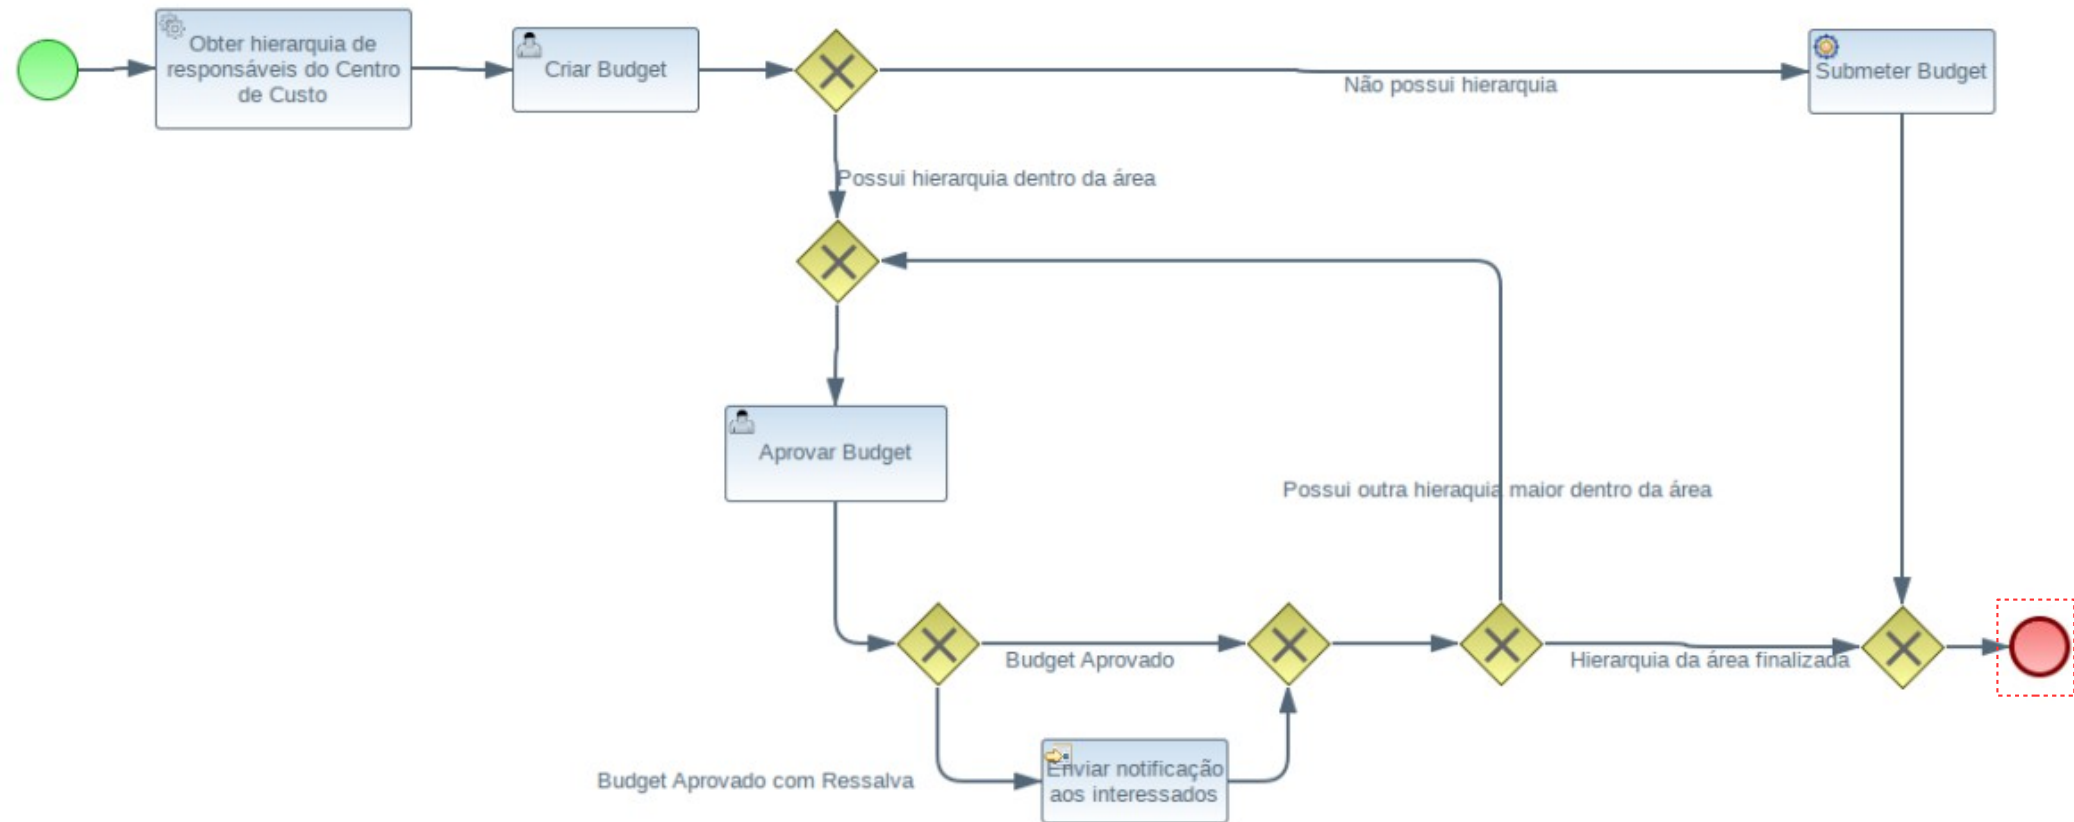 Obter hierarquia de
responsáveis do Centro
de Custo
Criar Budget
Não possui hierarquia
Submeter Budget
Possui hierarquia dentro da área
Aprovar Budget
Possui outra hieraquia maior dentro da área
Budget Aprovado
Hierarquia da área finalizada
Budget Aprovado com Ressalva
Enviar notificação
aos interessados